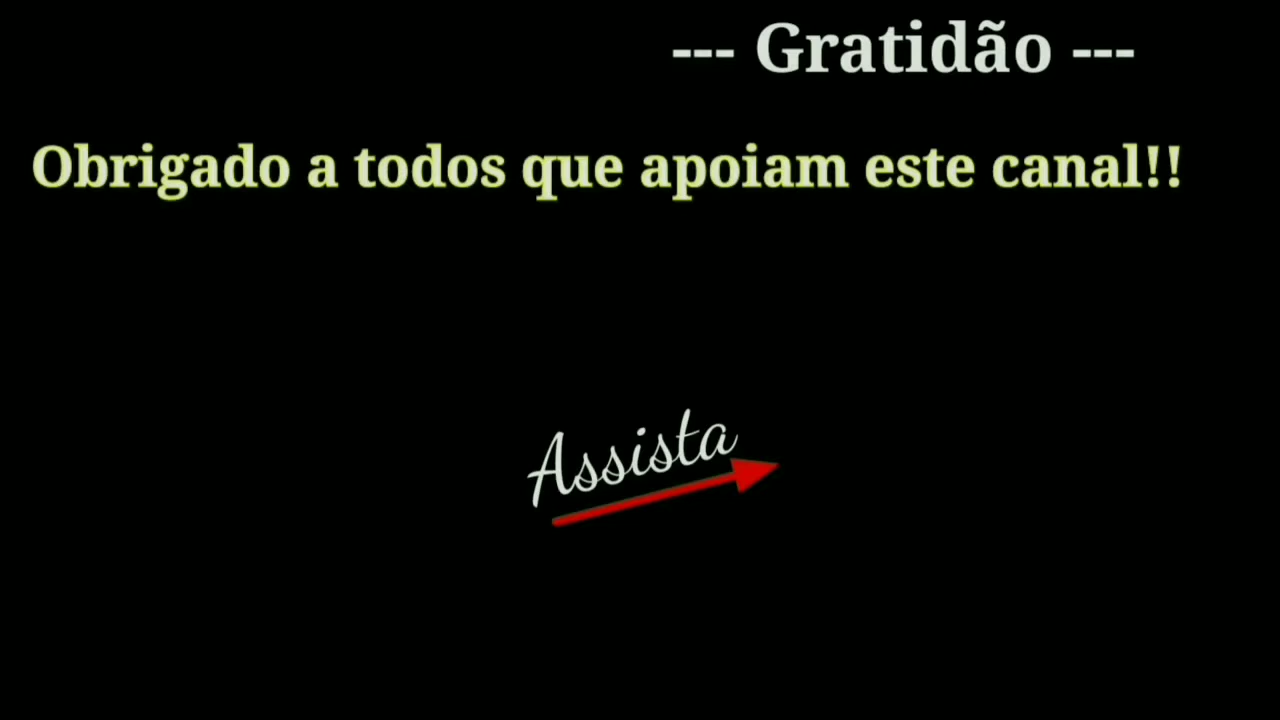 --- Gratidão ---
Obrigado a todos que apoiam este canal!!
Assista